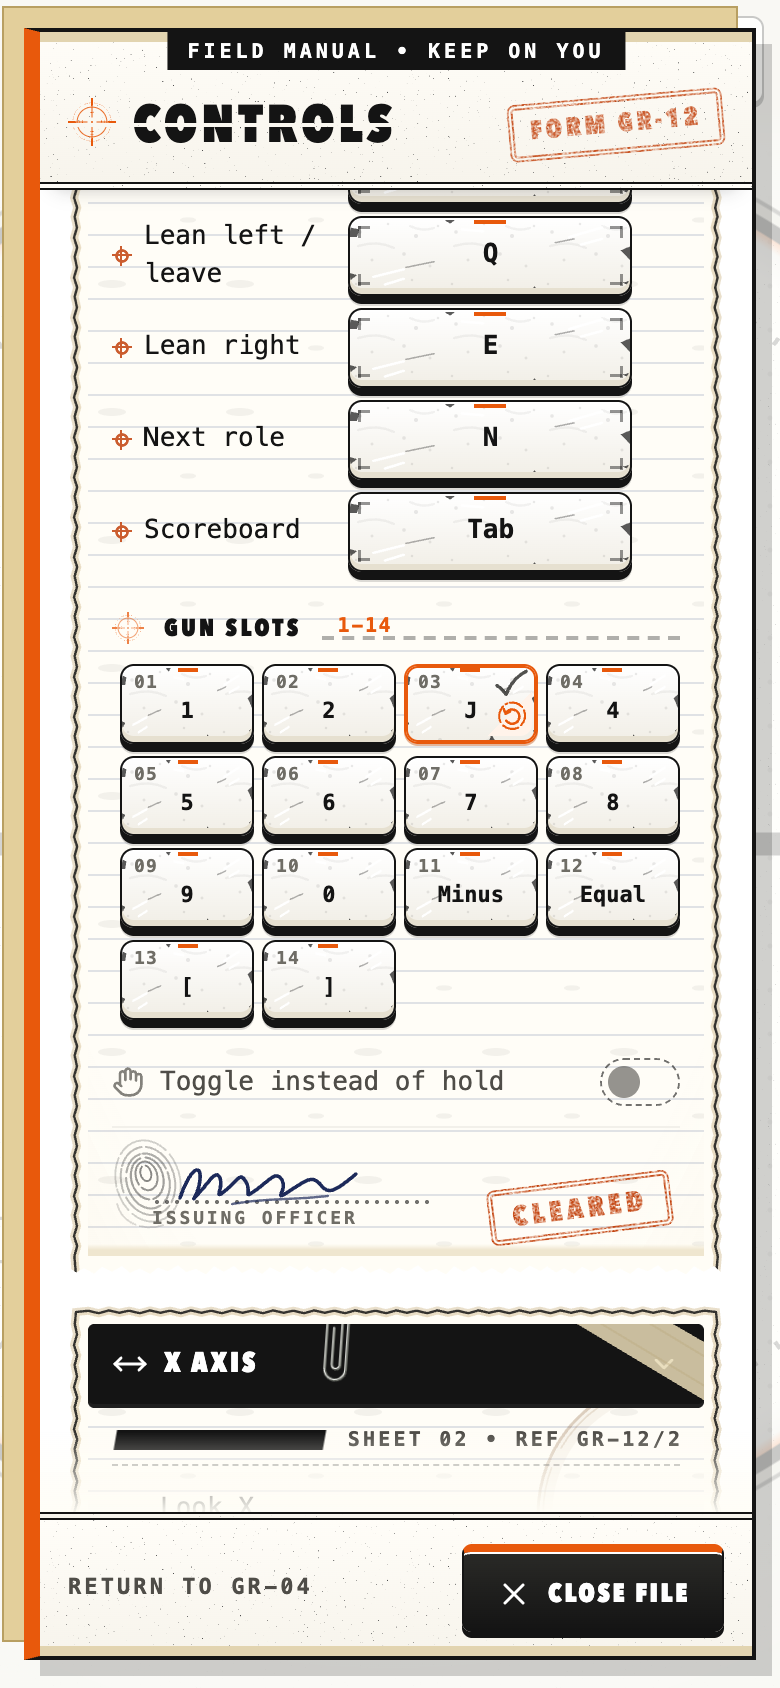 FIELD MANUAL • KEEP ON YOU
CONTROLS
FORM GR-12
Lean left /
leave
Q
Lean right
E
Next role
N
Scoreboard
Tab
GUN SLOTS
1–14
01
1
02
2
03
J
04
4
05
5
06
6
07
7
08
8
09
9
10
0
11
Minus
12
Equal
13
[
14
]
Toggle instead of hold
ISSUING OFFICER
CLEARED
X AXIS
SHEET 02 • REF GR-12/2
Look X
RETURN TO GR-04
CLOSE FILE